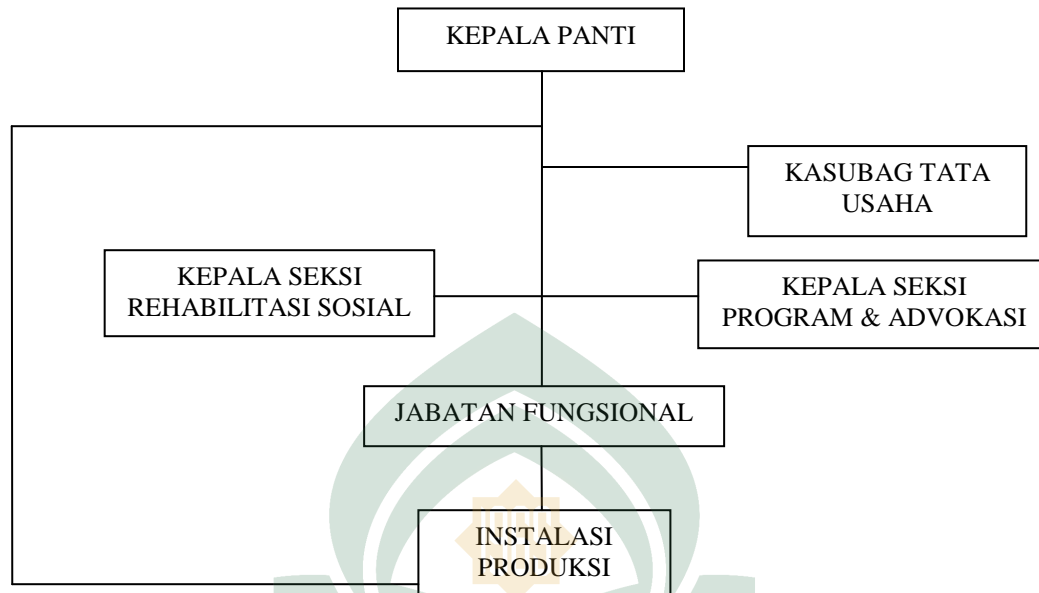 KEPALA PANTI
KASUBAG TATA
USAHA
KEPALA SEKSI
REHABILITASI SOSIAL
KEPALA SEKSI
PROGRAM & ADVOKASI
JABATAN FUNGSIONAL
INSTALASI
PRODUKSI